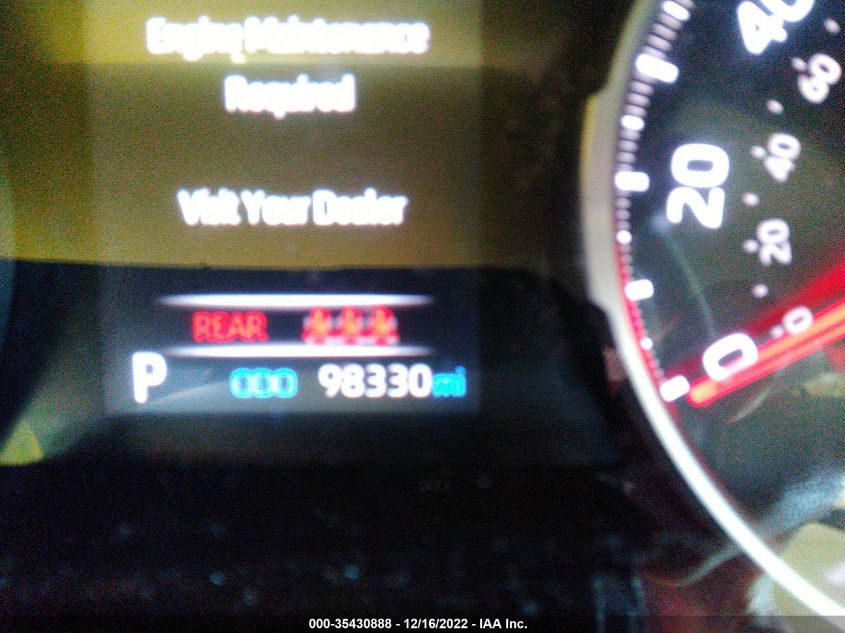 Engine Maintenance
Required
Visit Your Dealer
REAR
P ODO 98330 mi
40
20
0
60
40
20
0
000-35430888 - 12/16/2022 - IAA Inc.